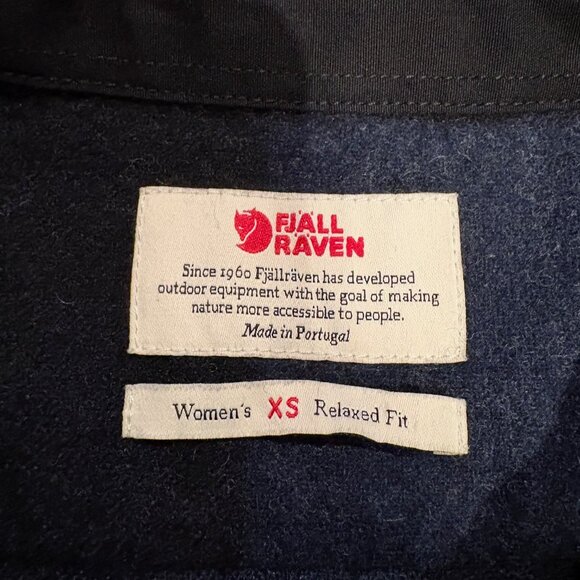 FJÄLL
RÄVEN
Since 1960 Fjällräven has developed
outdoor equipment with the goal of making
nature more accessible to people.
Made in Portugal
Women's XS Relaxed Fit